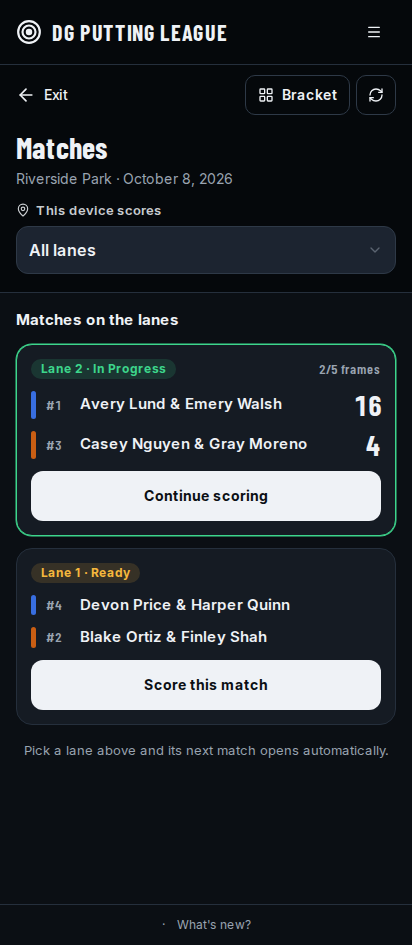 DG PUTTING LEAGUE
Exit
Bracket
Matches
Riverside Park · October 8, 2026
This device scores
All lanes
Matches on the lanes
Lane 2 · In Progress
2/5 frames
#1 Avery Lund & Emery Walsh 16
#3 Casey Nguyen & Gray Moreno 4
Continue scoring
Lane 1 · Ready
#4 Devon Price & Harper Quinn
#2 Blake Ortiz & Finley Shah
Score this match
Pick a lane above and its next match opens automatically.
· What's new?